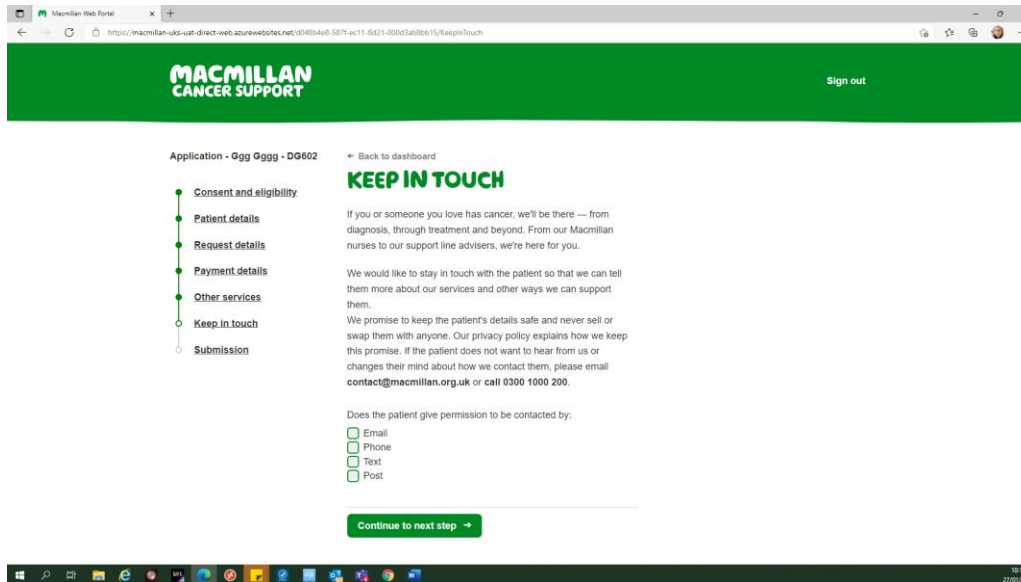 Macmillan Web Portal
https://macmillan-uks-uat-direct-web.azurewebsites.net/d048b4e8-587f-ec11-8d21-000d3ab8bb15/KeepInTouch
MACMILLAN
CANCER SUPPORT
Sign out
Application - Ggg Gggg - DG602
Consent and eligibility
Patient details
Request details
Payment details
Other services
Keep in touch
Submission
← Back to dashboard
KEEP IN TOUCH
If you or someone you love has cancer, we'll be there — from
diagnosis, through treatment and beyond. From our Macmillan
nurses to our support line advisers, we're here for you.
We would like to stay in touch with the patient so that we can tell
them more about our services and other ways we can support
them.
We promise to keep the patient's details safe and never sell or
swap them with anyone. Our privacy policy explains how we keep
this promise. If the patient does not want to hear from us or
changes their mind about how we contact them, please email
contact@macmillan.org.uk or call 0300 1000 200.
Does the patient give permission to be contacted by:
Email
Phone
Text
Post
Continue to next step →